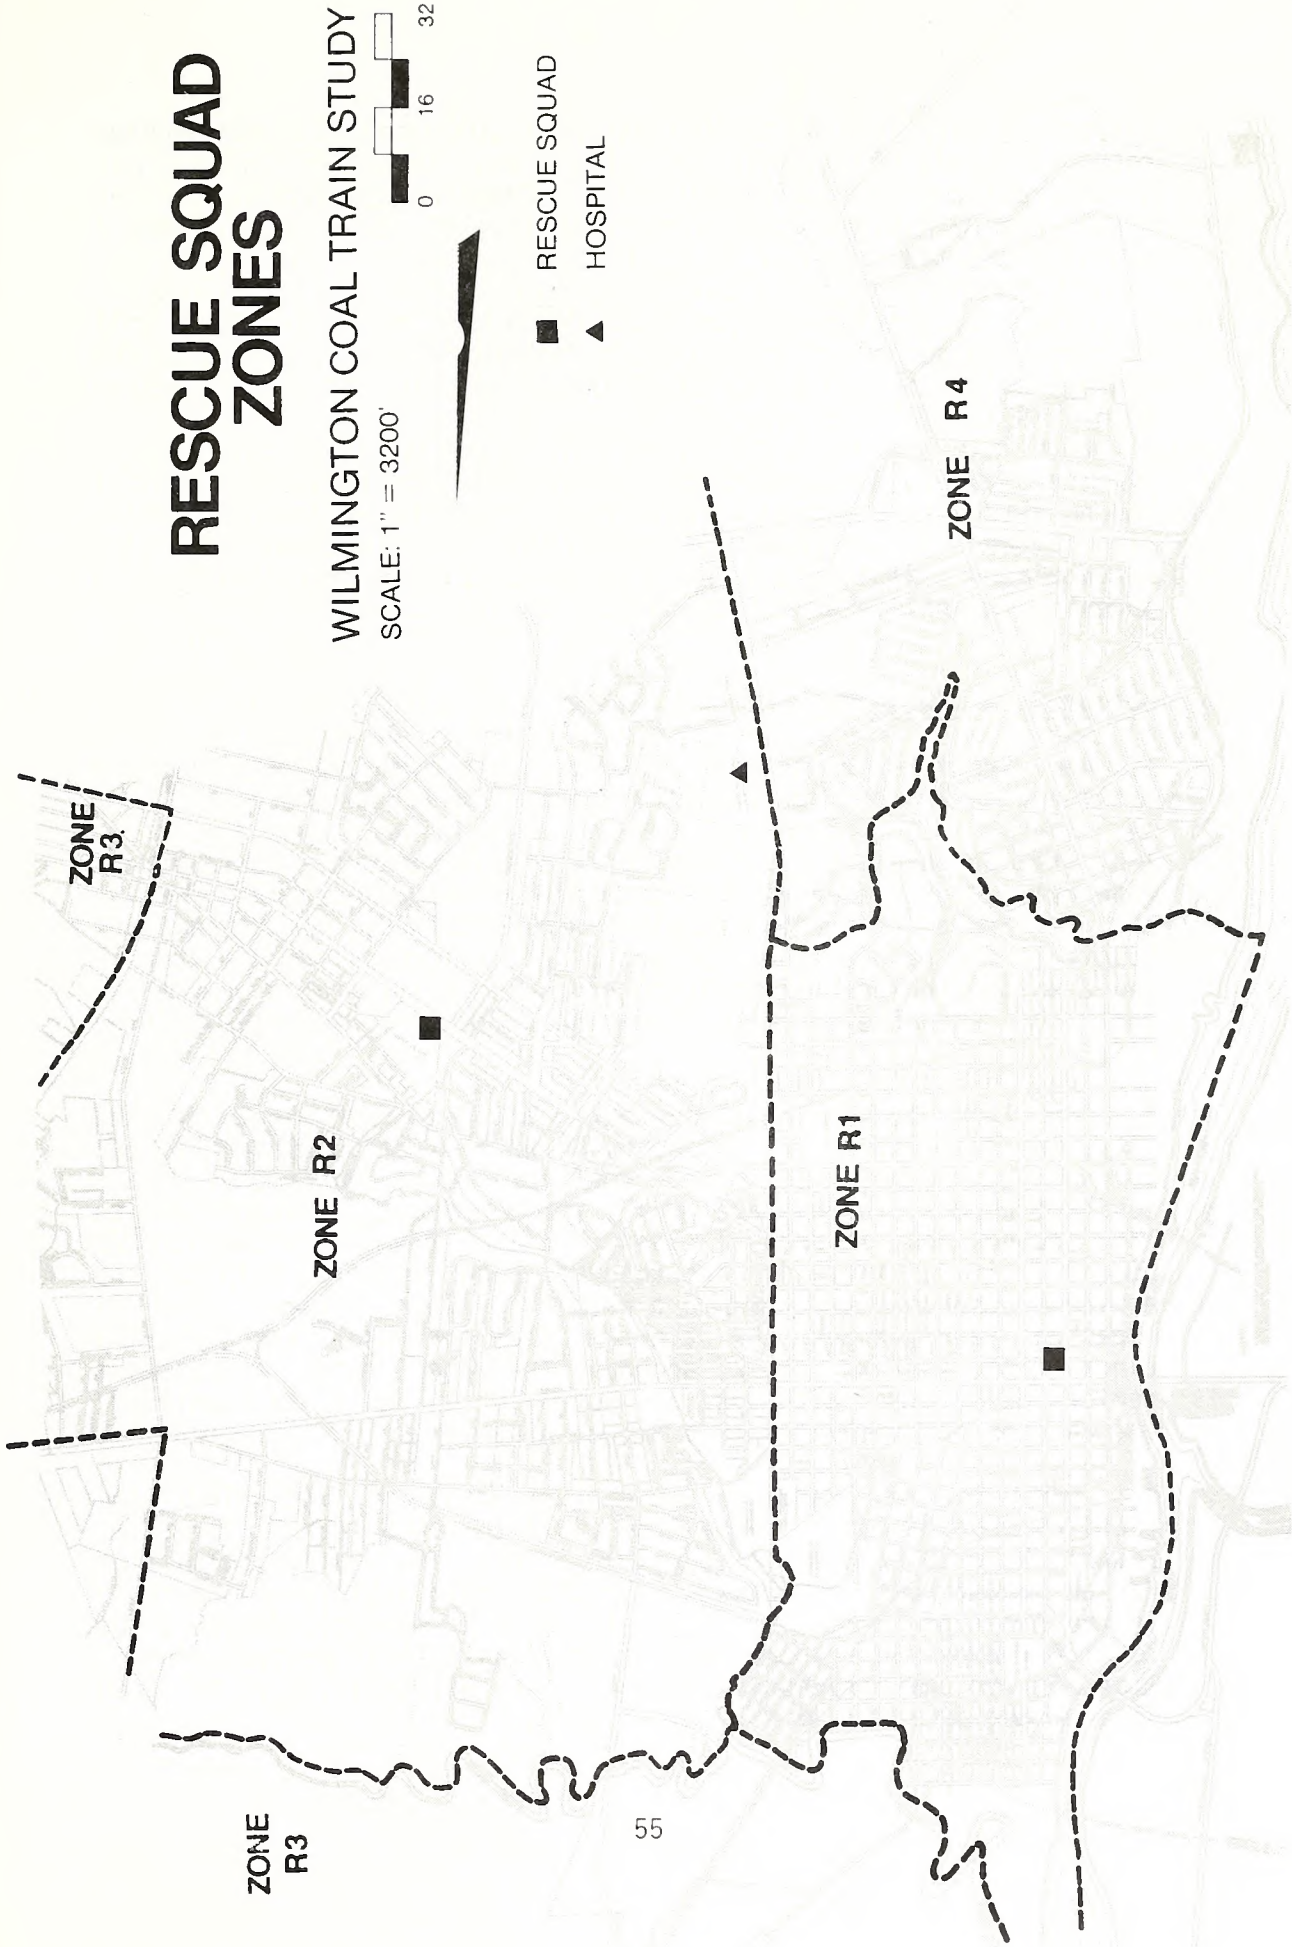 RESCUE SQUAD
ZONES
WILMINGTON COAL TRAIN STUDY
SCALE: 1" = 3200'
0 16 32
RESCUE SQUAD
HOSPITAL
ZONE
R3.
ZONE R2
ZONE R4
ZONE R1
ZONE
R3
55